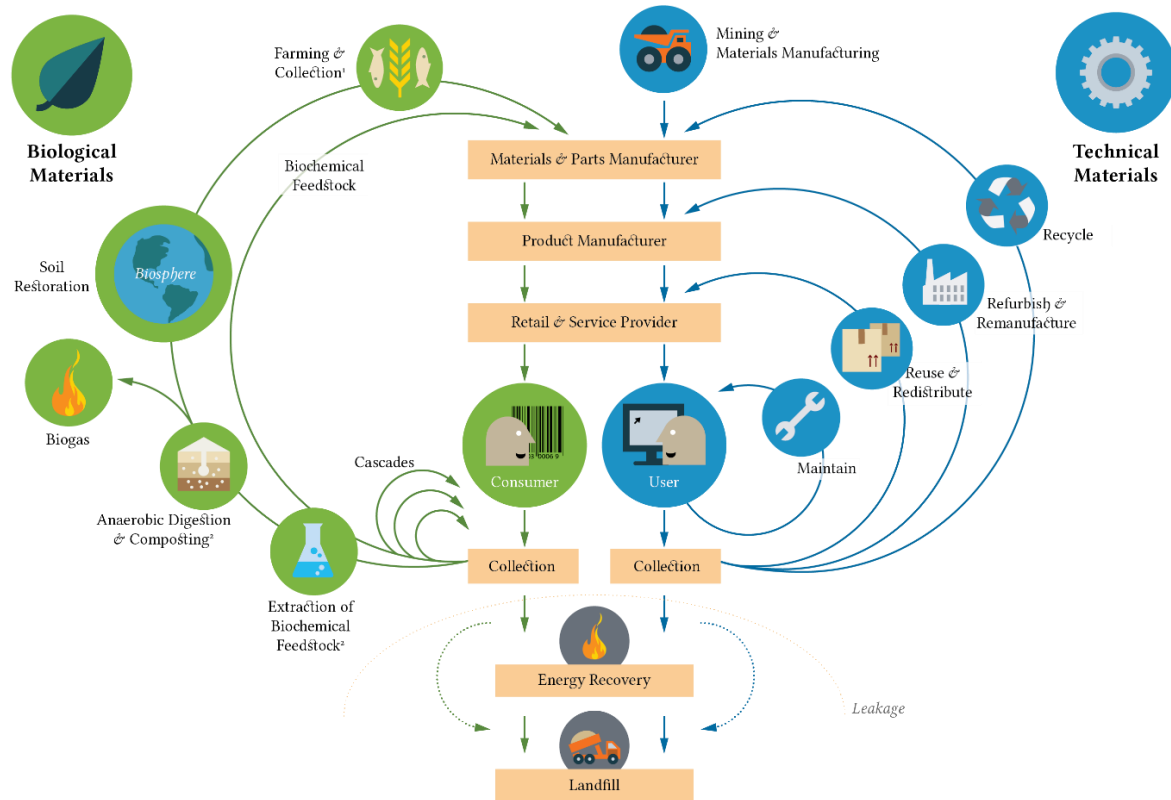 Biological
Materials
Farming &
Collection¹
Biochemical
Feedstock
Soil
Restoration
Biosphere
Biogas
Anaerobic Digestion
& Composting²
Extraction of
Biochemical
Feedstock²
Cascades
Mining &
Materials Manufacturing
Materials & Parts Manufacturer
Product Manufacturer
Retail & Service Provider
Consumer
User
Collection
Collection
Energy Recovery
Landfill
Leakage
Technical
Materials
Recycle
Refurbish &
Remanufacture
Reuse &
Redistribute
Maintain